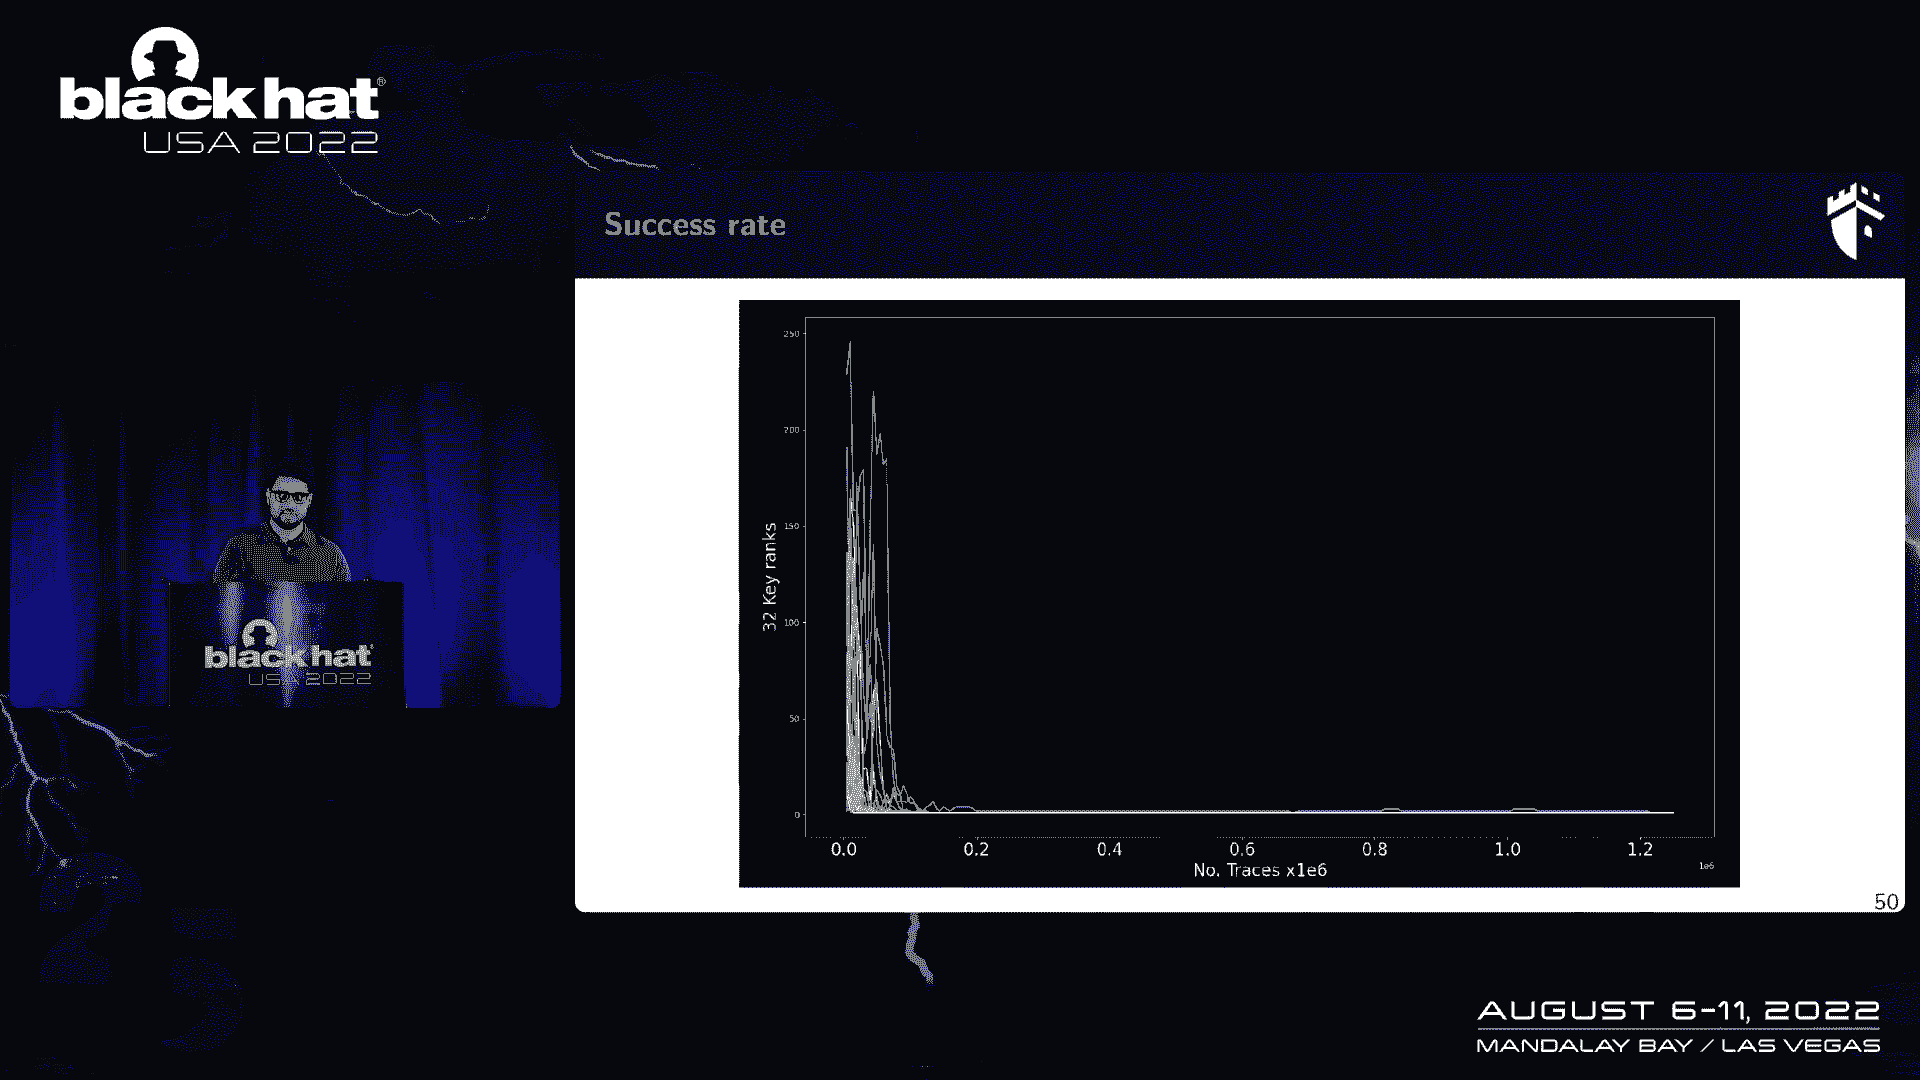 black hat®
USA 2022
Success rate
250
200
150
100
50
0
32 Key ranks
0.0 0.2 0.4 0.6 0.8 1.0 1.2
1e6
No. Traces x1e6
50
black hat
USA 2022
AUGUST 6-11, 2022
MANDALAY BAY / LAS VEGAS